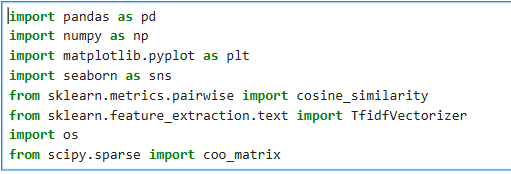 import pandas as pd
import numpy as np
import matplotlib.pyplot as plt
import seaborn as sns
from sklearn.metrics.pairwise import cosine_similarity
from sklearn.feature_extraction.text import TfidfVectorizer
import os
from scipy.sparse import coo_matrix